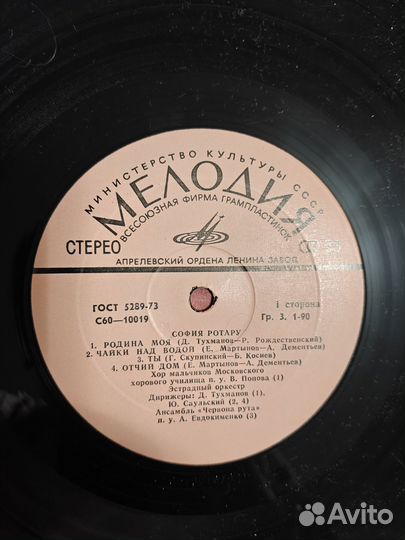 МИНИСТЕРСТВО КУЛЬТУРЫ СССР
МЕЛОДИЯ
ВСЕСОЮЗНАЯ ФИРМА ГРАМПЛАСТИНОК
СТЕРЕО
АПРЕЛЕВСКИЙ ОРДЕНА ЛЕНИНА ЗАВОД
ГОСТ 5289-73
1 сторона
С60—10019
Гр. 3. 1-90
СОФИЯ РОТАРУ
1. РОДИНА МОЯ (Д. Тухманов—Р. Рождественский)
2. ЧАЙКИ НАД ВОДОЙ (Е. Мартынов—А. Дементьев)
3. ТЫ (Г. Скупинский—Б. Косиев)
4. ОТЧИЙ ДОМ (Е. Мартынов—А. Дементьев)
Хор мальчиков Московского
хорового училища п. у. В. Попова (1)
Эстрадный оркестр
Дирижеры: Д. Тухманов (1),
Ю. Саульский (2, 4)
Ансамбль «Червона рута»
п. у. А. Евдокименко (3)
Avito